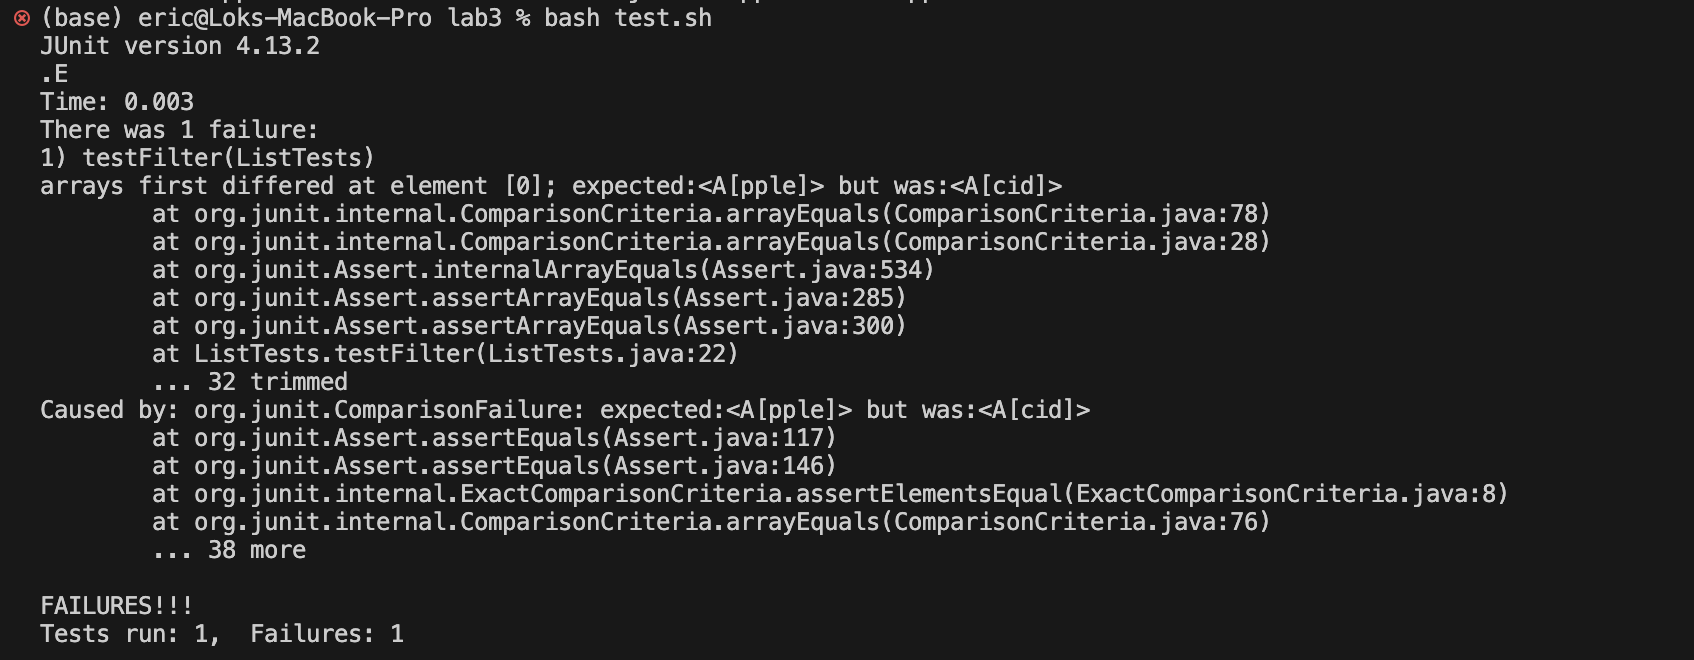 (base) eric@Loks-MacBook-Pro lab3 % bash test.sh
JUnit version 4.13.2
.E
Time: 0.003
There was 1 failure:
1) testFilter(ListTests)
arrays first differed at element [0]; expected:<A[pple]> but was:<A[cid]>
        at org.junit.internal.ComparisonCriteria.arrayEquals(ComparisonCriteria.java:78)
        at org.junit.internal.ComparisonCriteria.arrayEquals(ComparisonCriteria.java:28)
        at org.junit.Assert.internalArrayEquals(Assert.java:534)
        at org.junit.Assert.assertArrayEquals(Assert.java:285)
        at org.junit.Assert.assertArrayEquals(Assert.java:300)
        at ListTests.testFilter(ListTests.java:22)
        ... 32 trimmed
Caused by: org.junit.ComparisonFailure: expected:<A[pple]> but was:<A[cid]>
        at org.junit.Assert.assertEquals(Assert.java:117)
        at org.junit.Assert.assertEquals(Assert.java:146)
        at org.junit.internal.ExactComparisonCriteria.assertElementsEqual(ExactComparisonCriteria.java:8)
        at org.junit.internal.ComparisonCriteria.arrayEquals(ComparisonCriteria.java:76)
        ... 38 more

FAILURES!!!
Tests run: 1,  Failures: 1